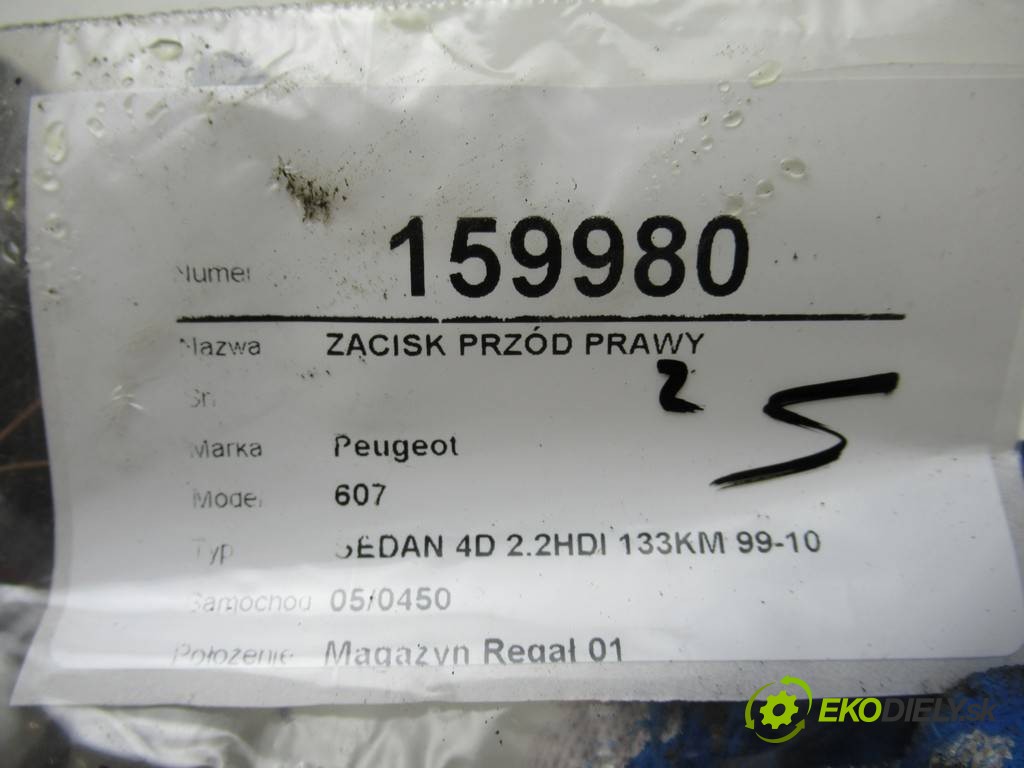 Numer 159980
Nazwa ZACISK PRZÓD PRAWY
Sn 2 5
Marka Peugeot
Model 607
Typ SEDAN 4D 2.2HDI 133KM 99-10
Samochod 05/0450
Położenie Magazyn Regał 01
EKODIELY.sk